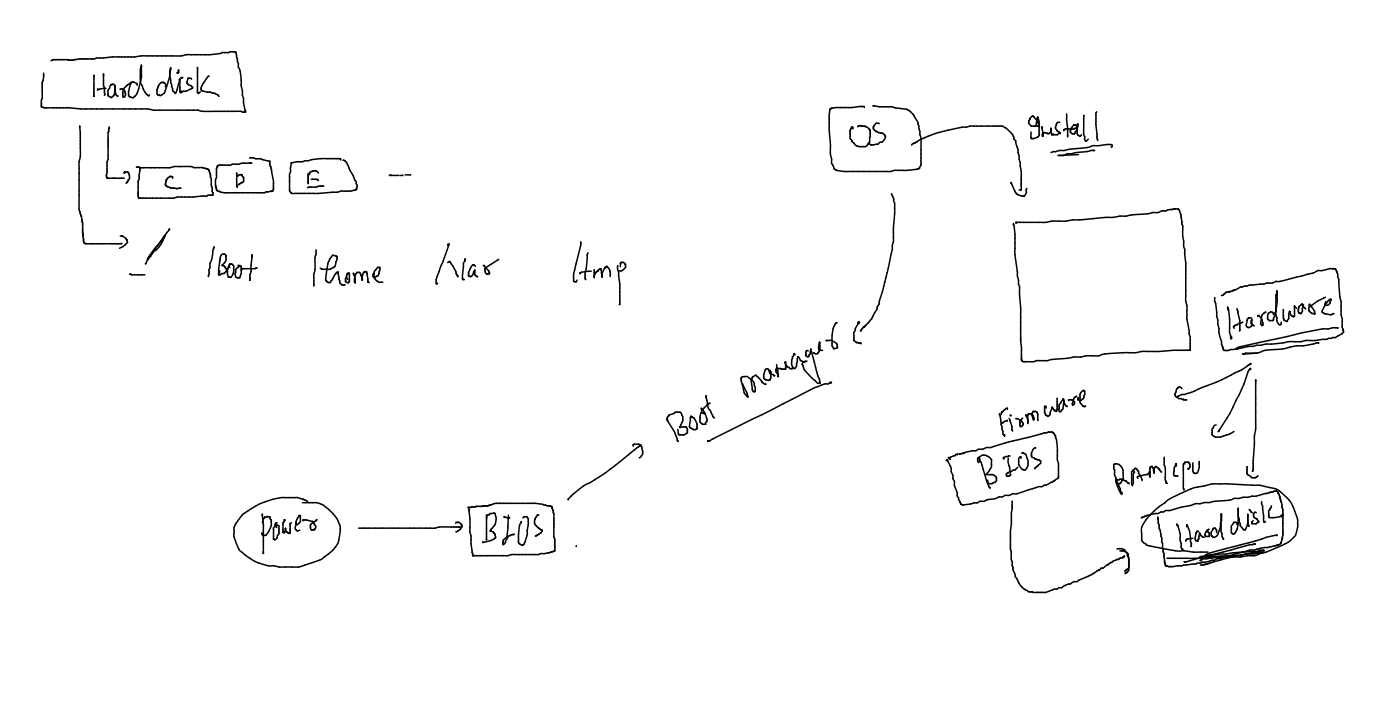 Hard disk
C D E -
/ /Boot /home /var /tmp
OS
Install
Hardware
Boot manager
Firmware
BIOS
RAM/CPU
Hard disk
Power
BIOS